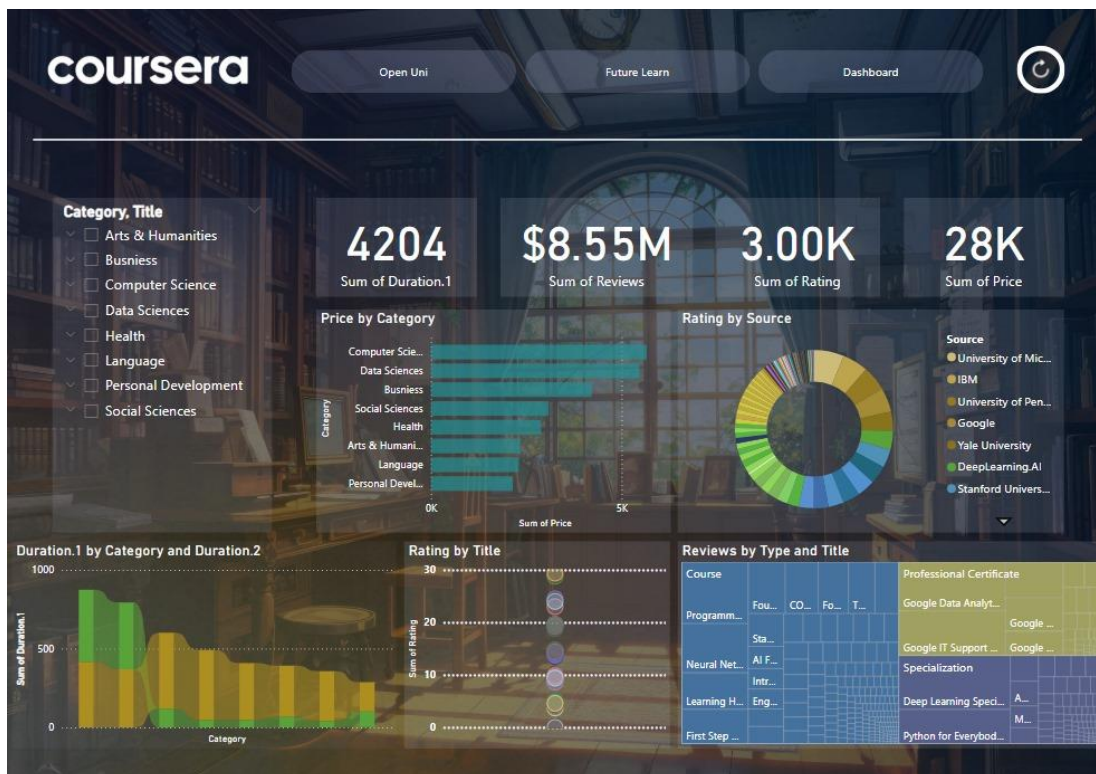 coursera
Open Uni
Future Learn
Dashboard
Category, Title
Arts & Humanities
Busniess
Computer Science
Data Sciences
Health
Language
Personal Development
Social Sciences
4204
Sum of Duration.1
$8.55M
Sum of Reviews
3.00K
Sum of Rating
28K
Sum of Price
Price by Category
Category
Computer Scie...
Data Sciences
Busniess
Social Sciences
Health
Arts & Humani...
Language
Personal Devel...
0K
5K
Sum of Price
Rating by Source
Source
University of Mic...
IBM
University of Pen...
Google
Yale University
DeepLearning.AI
Stanford Univers...
Duration.1 by Category and Duration.2
Sum of Duration.1
1000
500
0
Category
Rating by Title
Sum of Rating
30
20
10
0
Reviews by Type and Title
Course
Programm...
Neural Net...
Learning H...
First Step ...
Fou...
CO...
Fo...
T...
Sta...
AI F...
Intr...
Eng...
Professional Certificate
Google Data Analyt...
Google ...
Google IT Support ...
Google ...
Specialization
Deep Learning Speci...
A...
M...
Python for Everybod...